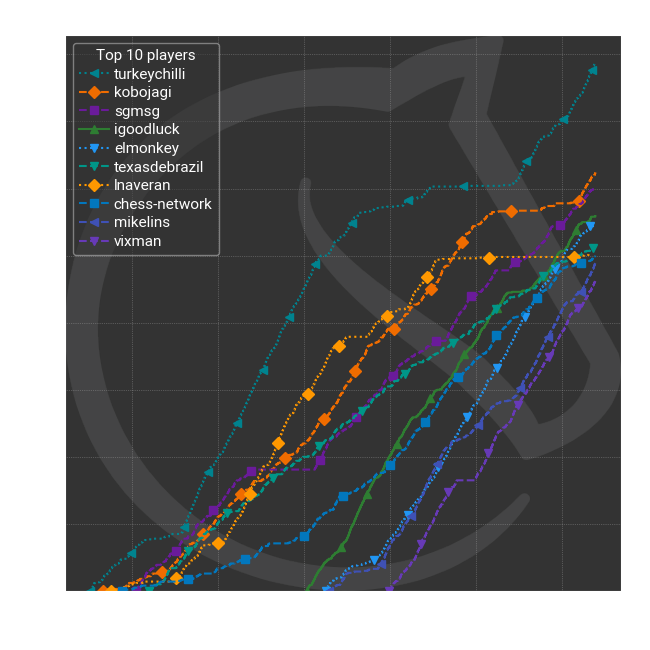 Top 10 players
turkeychilli
kobojagi
sgmsg
igoodluck
elmonkey
texasdebrazil
lnaveran
chess-network
mikelins
vixman